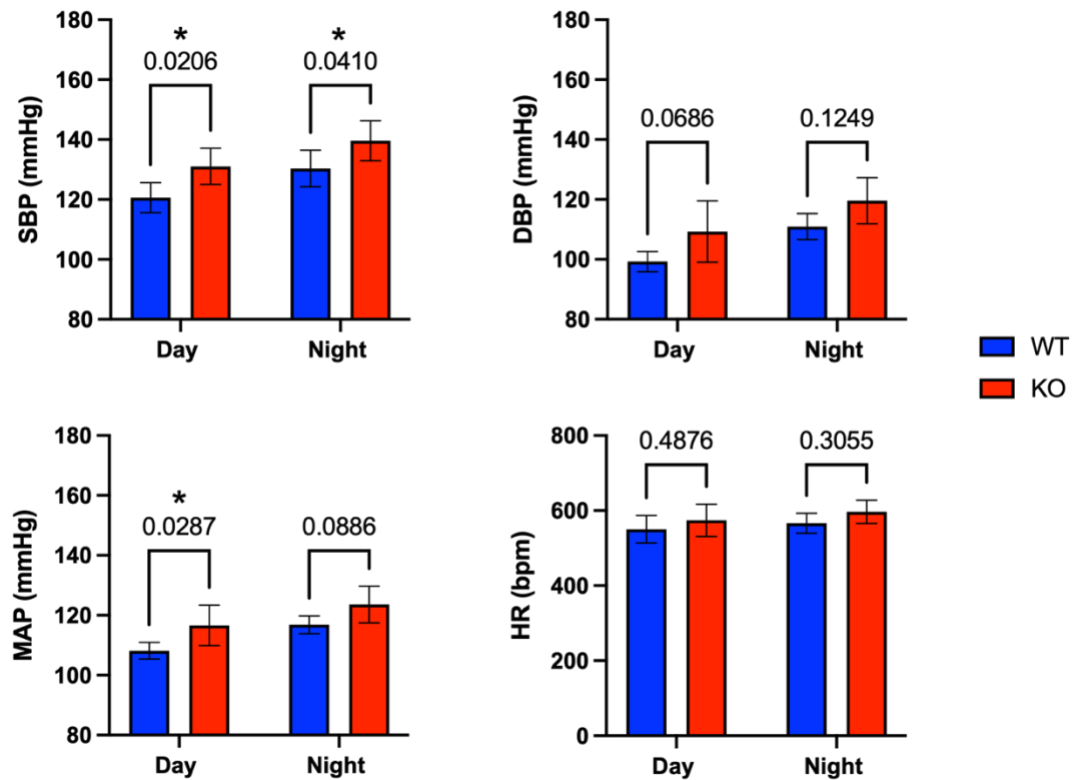 SBP (mmHg)
180
160
140
120
100
80
*
0.0206
*
0.0410
Day
Night
DBP (mmHg)
180
160
140
120
100
80
0.0686
0.1249
Day
Night
WT
KO
MAP (mmHg)
180
160
140
120
100
80
*
0.0287
0.0886
Day
Night
HR (bpm)
800
600
400
200
0
0.4876
0.3055
Day
Night